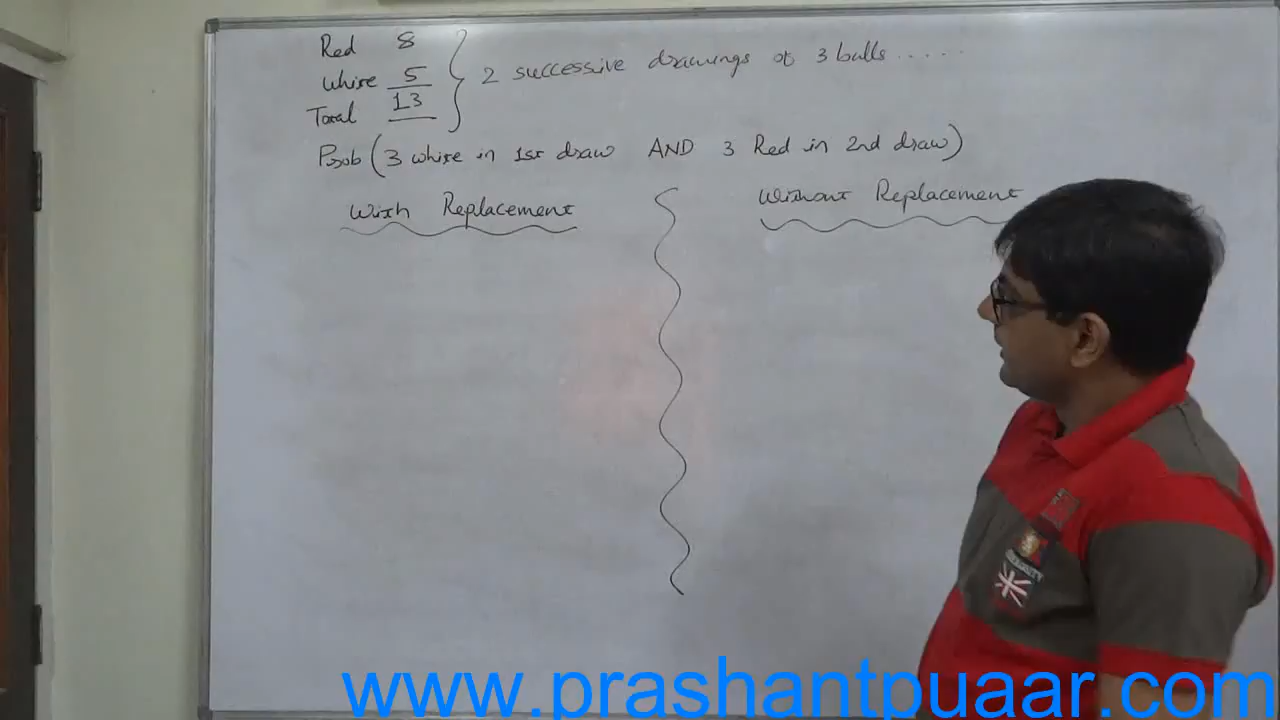 Red 8
White 5
Total 13
2 successive drawings of 3 balls.....
Prob (3 white in 1st draw AND 3 Red in 2nd draw)
With Replacement
Without Replacement
www.prashantpuaar.com